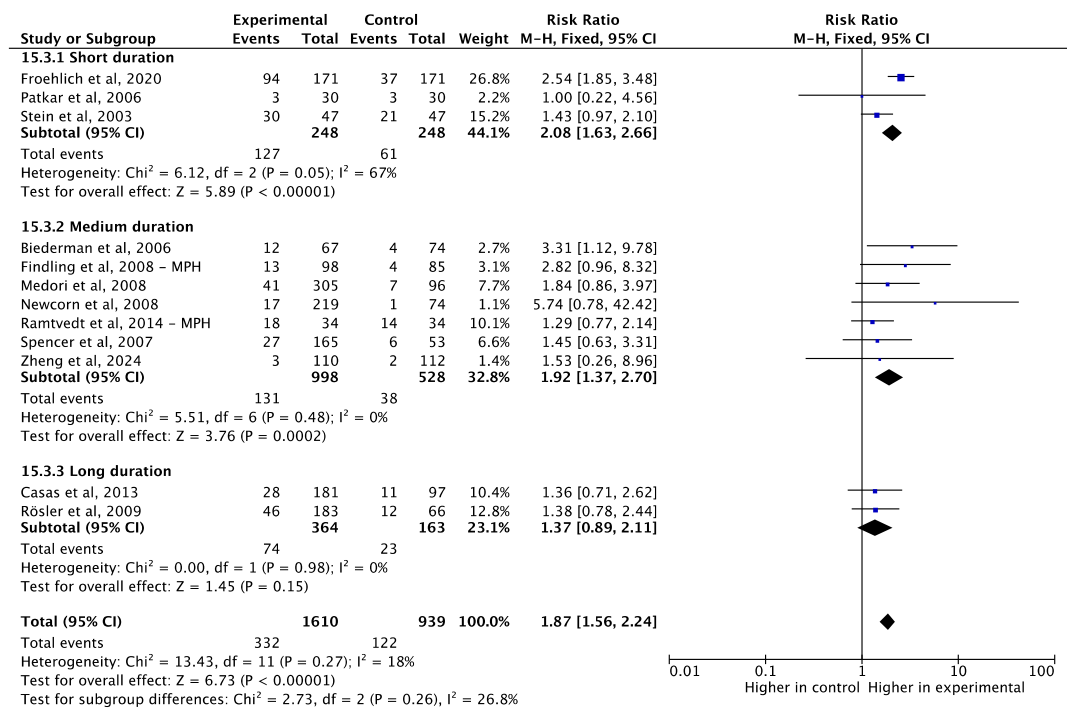 Experimental Control Risk Ratio Risk Ratio
Study or Subgroup Events Total Events Total Weight M-H, Fixed, 95% CI M-H, Fixed, 95% CI
15.3.1 Short duration
Froehlich et al, 2020 94 171 37 171 26.8% 2.54 [1.85, 3.48]
Patkar et al, 2006 3 30 3 30 2.2% 1.00 [0.22, 4.56]
Stein et al, 2003 30 47 21 47 15.2% 1.43 [0.97, 2.10]
Subtotal (95% CI) 248 248 44.1% 2.08 [1.63, 2.66]
Total events 127 61
Heterogeneity: Chi² = 6.12, df = 2 (P = 0.05); I² = 67%
Test for overall effect: Z = 5.89 (P < 0.00001)
15.3.2 Medium duration
Biederman et al, 2006 12 67 4 74 2.7% 3.31 [1.12, 9.78]
Findling et al, 2008 – MPH 13 98 4 85 3.1% 2.82 [0.96, 8.32]
Medori et al, 2008 41 305 7 96 7.7% 1.84 [0.86, 3.97]
Newcorn et al, 2008 17 219 1 74 1.1% 5.74 [0.78, 42.42]
Ramtvedt et al, 2014 – MPH 18 34 14 34 10.1% 1.29 [0.77, 2.14]
Spencer et al, 2007 27 165 6 53 6.6% 1.45 [0.63, 3.31]
Zheng et al, 2024 3 110 2 112 1.4% 1.53 [0.26, 8.96]
Subtotal (95% CI) 998 528 32.8% 1.92 [1.37, 2.70]
Total events 131 38
Heterogeneity: Chi² = 5.51, df = 6 (P = 0.48); I² = 0%
Test for overall effect: Z = 3.76 (P = 0.0002)
15.3.3 Long duration
Casas et al, 2013 28 181 11 97 10.4% 1.36 [0.71, 2.62]
Rösler et al, 2009 46 183 12 66 12.8% 1.38 [0.78, 2.44]
Subtotal (95% CI) 364 163 23.1% 1.37 [0.89, 2.11]
Total events 74 23
Heterogeneity: Chi² = 0.00, df = 1 (P = 0.98); I² = 0%
Test for overall effect: Z = 1.45 (P = 0.15)
Total (95% CI) 1610 939 100.0% 1.87 [1.56, 2.24]
Total events 332 122
Heterogeneity: Chi² = 13.43, df = 11 (P = 0.27); I² = 18%
Test for overall effect: Z = 6.73 (P < 0.00001)
Test for subgroup differences: Chi² = 2.73, df = 2 (P = 0.26), I² = 26.8%
0.01 0.1 1 10 100
Higher in control Higher in experimental